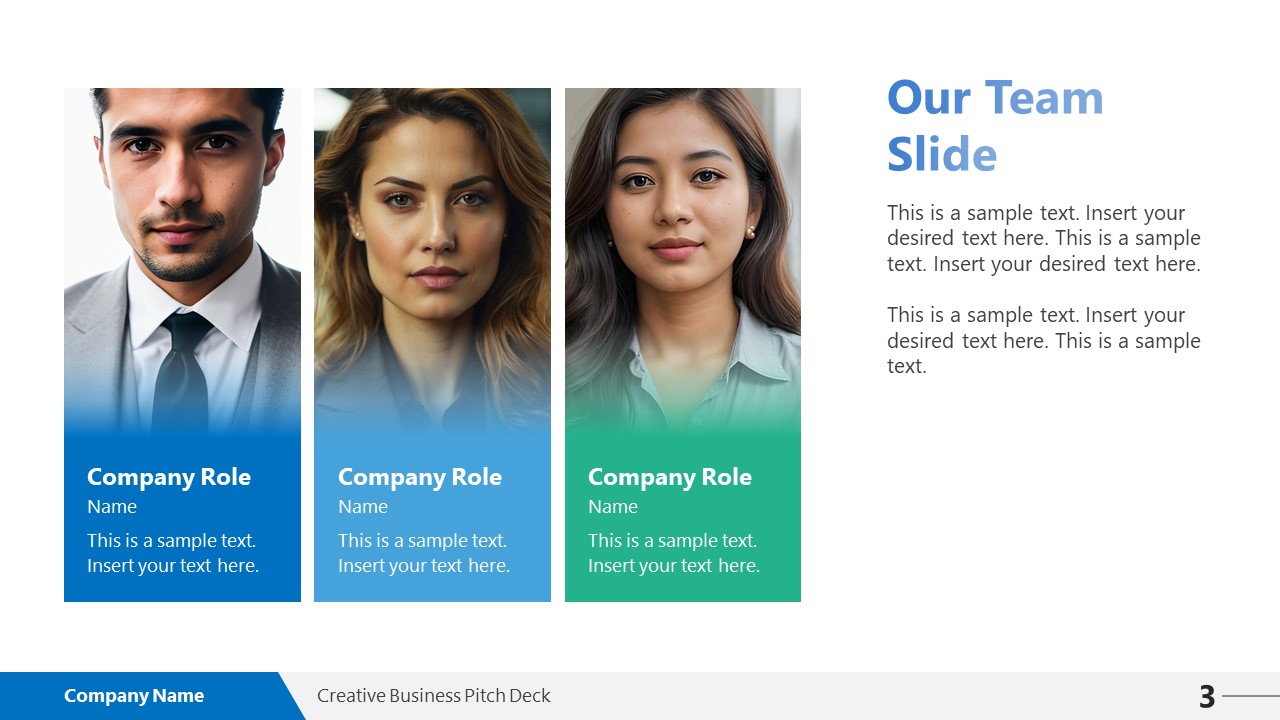 Our Team
Slide
This is a sample text. Insert your
desired text here. This is a sample
text. Insert your desired text here.
This is a sample text. Insert your
desired text here. This is a sample
text.
Company Role
Name
This is a sample text.
Insert your text here.
Company Role
Name
This is a sample text.
Insert your text here.
Company Role
Name
This is a sample text.
Insert your text here.
Company Name
Creative Business Pitch Deck
3